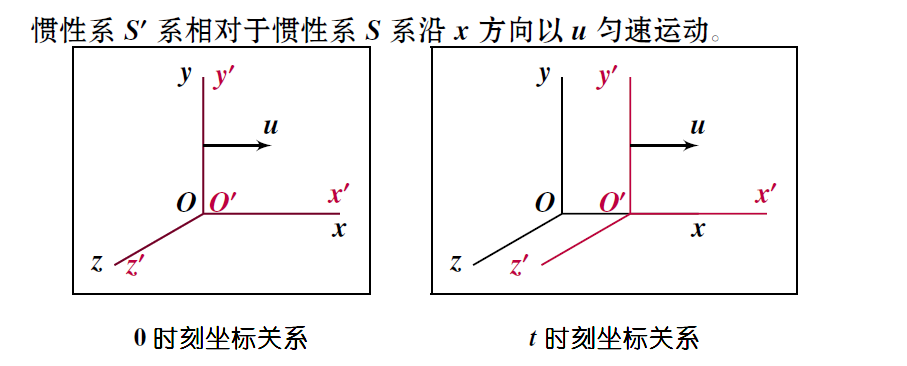 惯性系 S′ 系相对于惯性系 S 系沿 x 方向以 u 匀速运动。
y y′
u
O O′ x′
x
z z′
0 时刻坐标关系
y y′
u
O O′ x′
x
z z′
t 时刻坐标关系